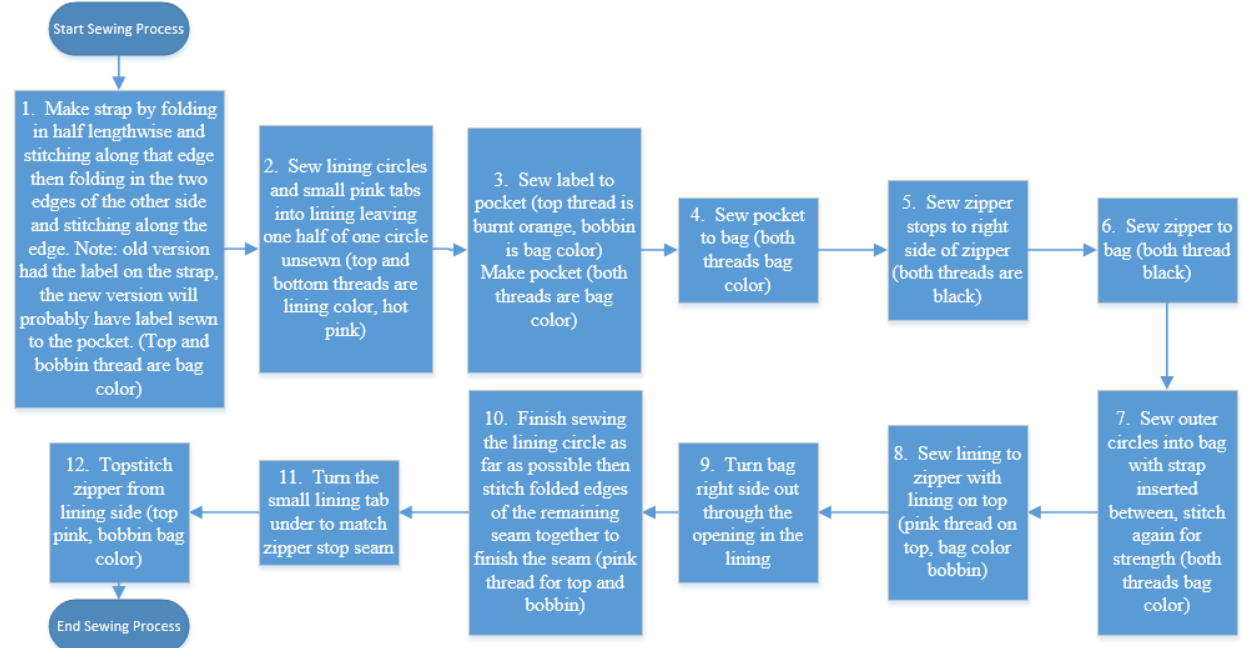 Start Sewing Process
1.  Make strap by folding
in half lengthwise and
stitching along that edge
then folding in the two
edges of the other side
and stitching along the
edge. Note: old version
had the label on the strap,
the new version will
probably have label sewn
to the pocket. (Top and
bobbin thread are bag
color)
2.  Sew lining circles
and small pink tabs
into lining leaving
one half of one circle
unsewn (top and
bottom threads are
lining color, hot
pink)
3.  Sew label to
pocket (top thread is
burnt orange, bobbin
is bag color)
Make pocket (both
threads are bag
color)
4.  Sew pocket
to bag (both
threads bag
color)
5.  Sew zipper
stops to right
side of zipper
(both threads are
black)
6.  Sew zipper to
bag (both thread
black)
7.  Sew outer
circles into bag
with strap
inserted
between, stitch
again for
strength (both
threads bag
color)
8.  Sew lining to
zipper with
lining on top
(pink thread on
top, bag color
bobbin)
9.  Turn bag
right side out
through the
opening in the
lining
10.  Finish sewing
the lining circle as
far as possible then
stitch folded edges
of the remaining
seam together to
finish the seam (pink
thread for top and
bobbin)
11.  Turn the
small lining tab
under to match
zipper stop seam
12.  Topstitch
zipper from
lining side (top
pink, bobbin bag
color)
End Sewing Process